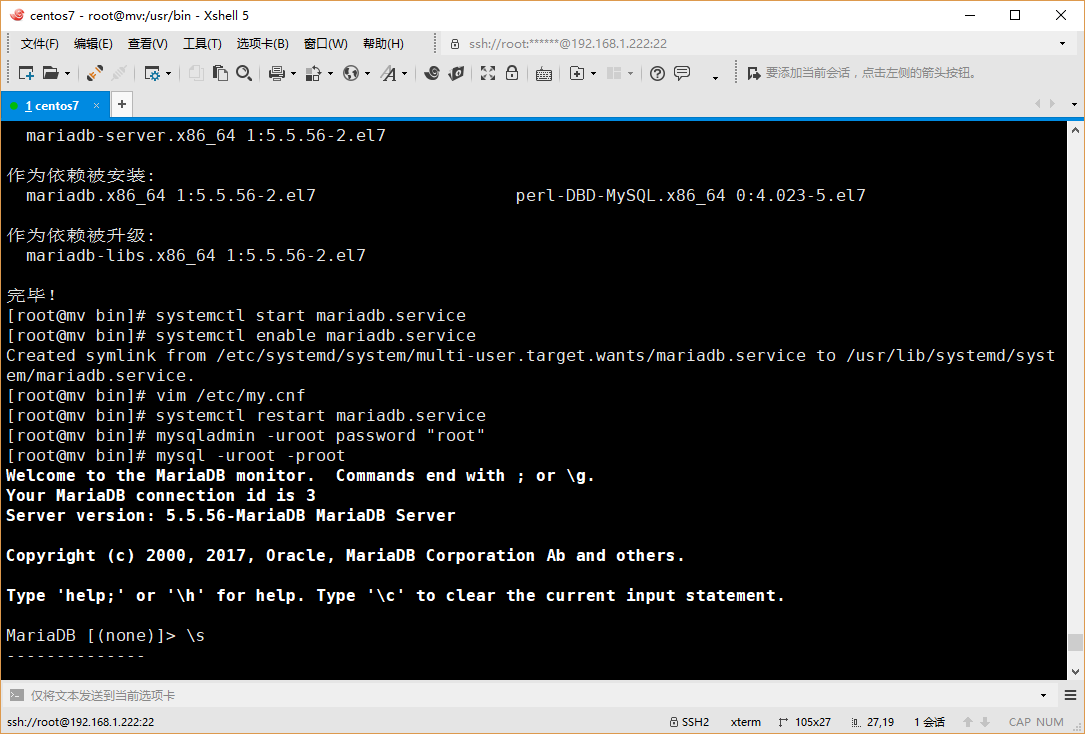 centos7 - root@mv:/usr/bin - Xshell 5
文件(F) 编辑(E) 查看(V) 工具(T) 选项卡(B) 窗口(W) 帮助(H) ssh://root:******@192.168.1.222:22
要添加当前会话，点击左侧的箭头按钮。
1 centos7 × +
mariadb-server.x86_64 1:5.5.56-2.el7
作为依赖被安装:
mariadb.x86_64 1:5.5.56-2.el7 perl-DBD-MySQL.x86_64 0:4.023-5.el7
作为依赖被升级:
mariadb-libs.x86_64 1:5.5.56-2.el7
完毕！
[root@mv bin]# systemctl start mariadb.service
[root@mv bin]# systemctl enable mariadb.service
Created symlink from /etc/systemd/system/multi-user.target.wants/mariadb.service to /usr/lib/systemd/syst
em/mariadb.service.
[root@mv bin]# vim /etc/my.cnf
[root@mv bin]# systemctl restart mariadb.service
[root@mv bin]# mysqladmin -uroot password "root"
[root@mv bin]# mysql -uroot -proot
Welcome to the MariaDB monitor.  Commands end with ; or \g.
Your MariaDB connection id is 3
Server version: 5.5.56-MariaDB MariaDB Server
Copyright (c) 2000, 2017, Oracle, MariaDB Corporation Ab and others.
Type 'help;' or '\h' for help. Type '\c' to clear the current input statement.
MariaDB [(none)]> \s
--------------
仅将文本发送到当前选项卡
ssh://root@192.168.1.222:22 SSH2 xterm 105x27 27,19 1 会话 CAP NUM